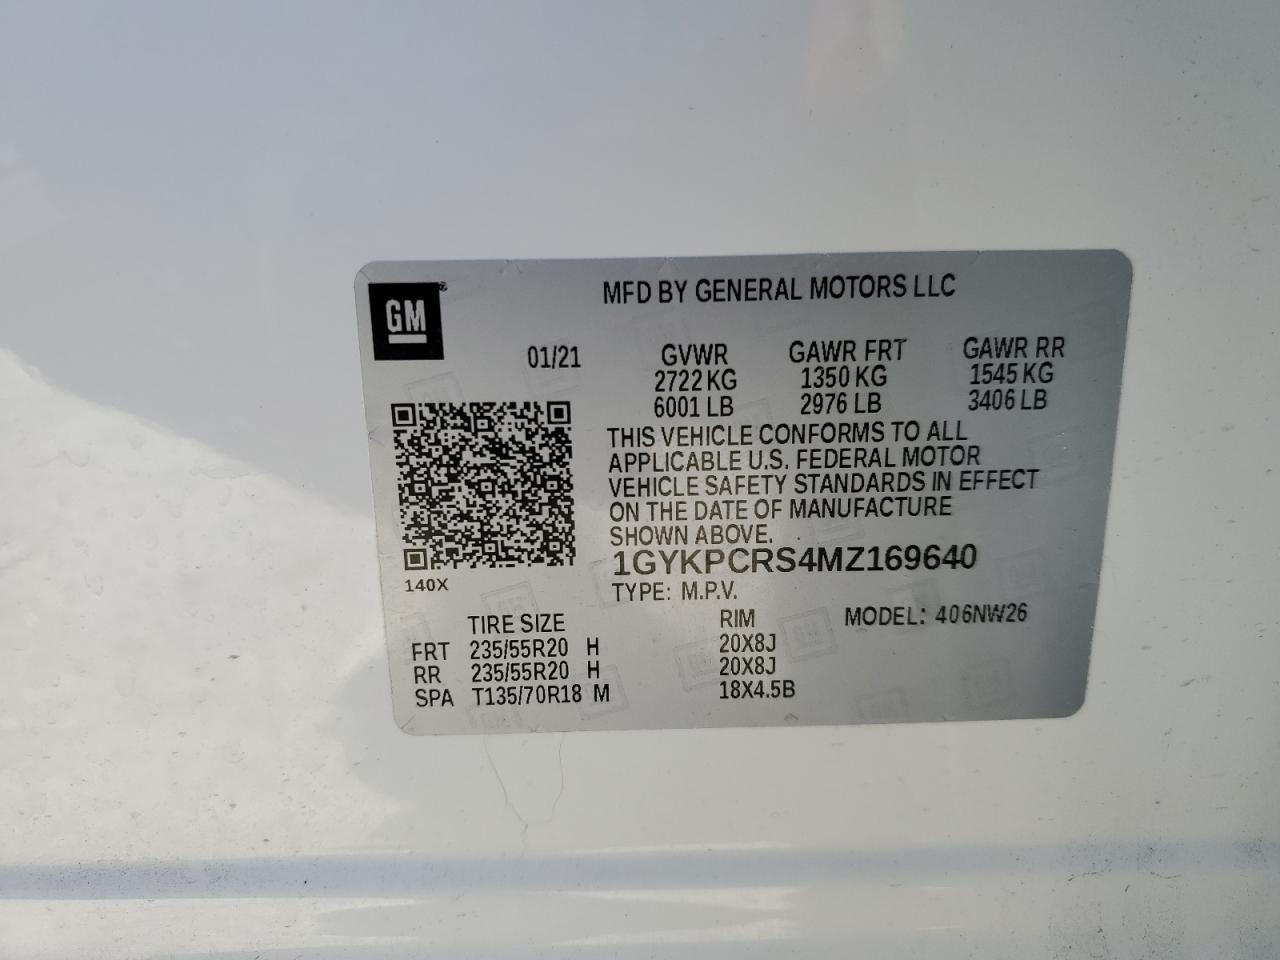 GM®
MFD BY GENERAL MOTORS LLC
01/21 GVWR GAWR FRT GAWR RR
2722 KG 1350 KG 1545 KG
6001 LB 2976 LB 3406 LB
THIS VEHICLE CONFORMS TO ALL
APPLICABLE U.S. FEDERAL MOTOR
VEHICLE SAFETY STANDARDS IN EFFECT
ON THE DATE OF MANUFACTURE
SHOWN ABOVE.
1GYKPCRS4MZ169640
140X
TYPE: M.P.V.
TIRE SIZE RIM MODEL: 406NW26
FRT 235/55R20 H 20X8J
RR 235/55R20 H 20X8J
SPA T135/70R18 M 18X4.5B